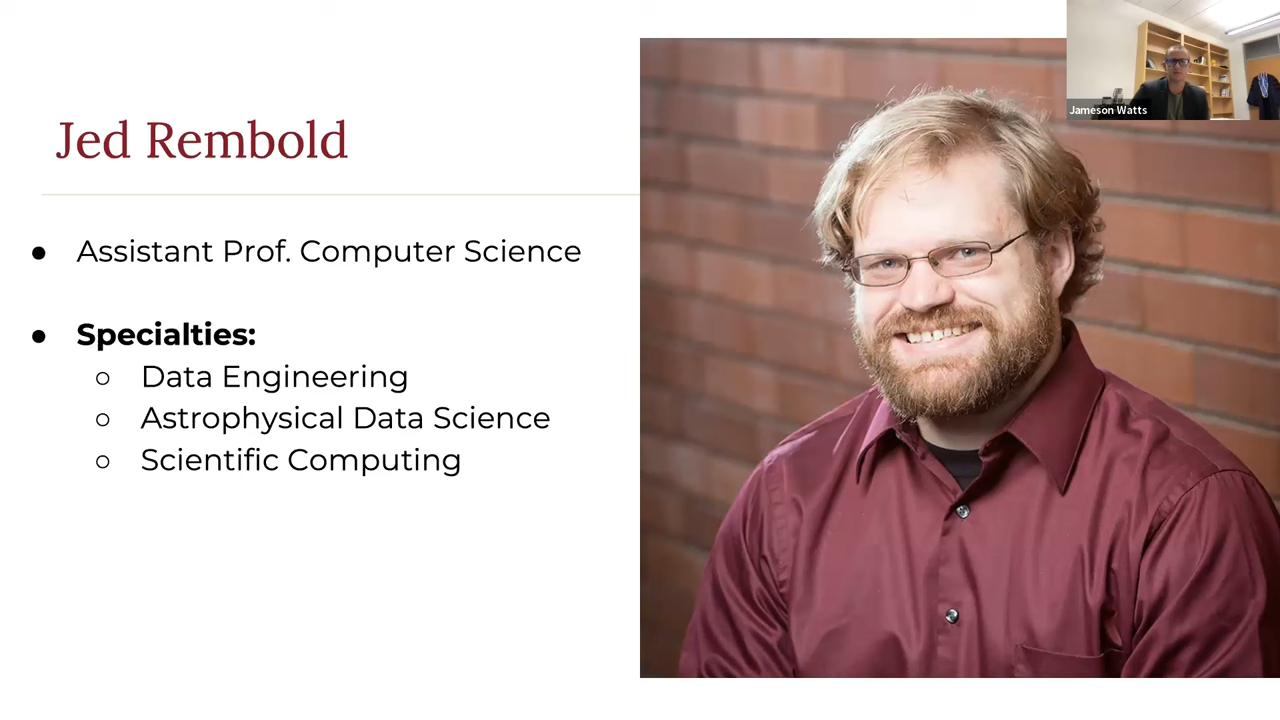 Jed Rembold
● Assistant Prof. Computer Science
● Specialties:
○ Data Engineering
○ Astrophysical Data Science
○ Scientific Computing
Jameson Watts